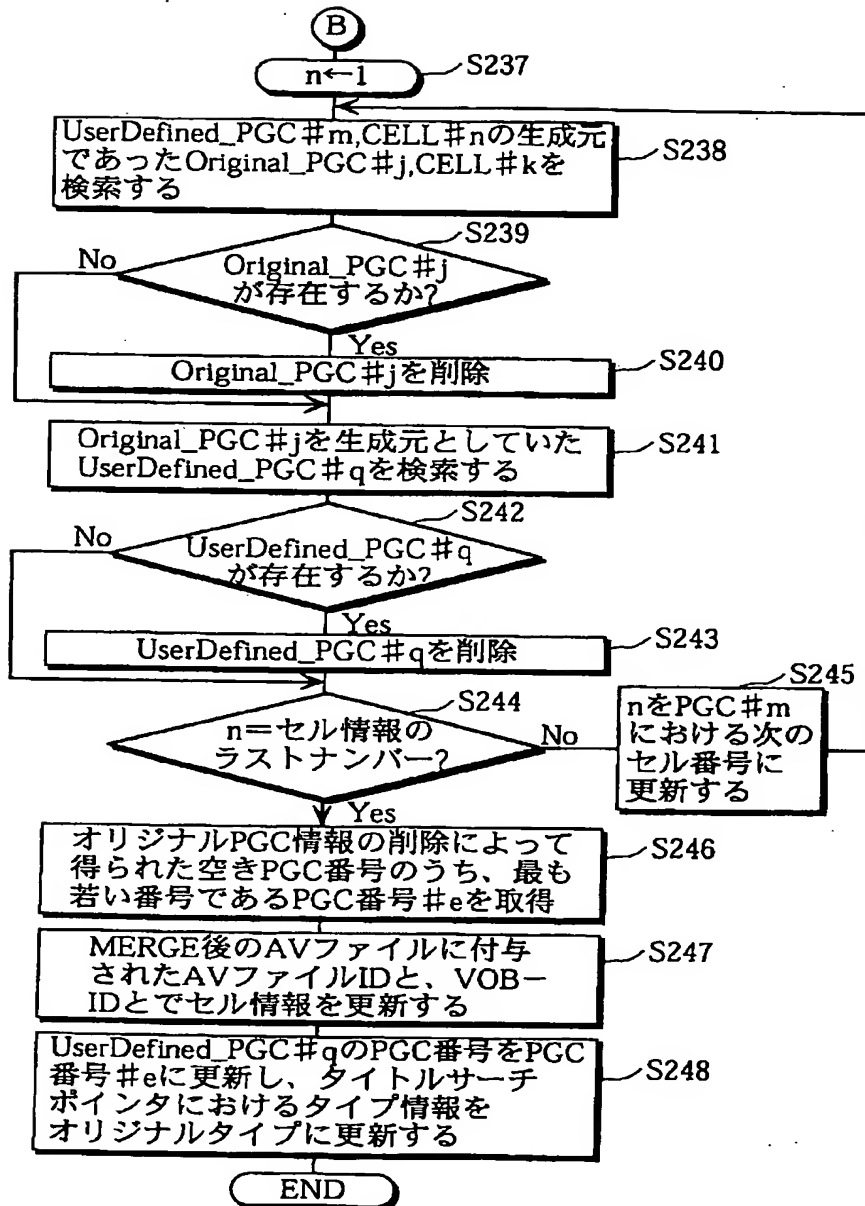 B
n←1
S237
UserDefined_PGC#m,CELL#nの生成元
であったOriginal_PGC#j,CELL#kを
検索する
S238
S239
Original_PGC#j
が存在するか?
No
Yes
Original_PGC#jを削除
S240
Original_PGC#jを生成元としていた
UserDefined_PGC#qを検索する
S241
S242
UserDefined_PGC#q
が存在するか?
No
Yes
UserDefined_PGC#qを削除
S243
S244
n=セル情報の
ラストナンバー?
No
S245
nをPGC#m
における次の
セル番号に
更新する
Yes
オリジナルPGC情報の削除によって
得られた空きPGC番号のうち、最も
若い番号であるPGC番号#eを取得
S246
MERGE後のAVファイルに付与
されたAVファイルIDと、VOB-
IDとでセル情報を更新する
S247
UserDefined_PGC#qのPGC番号をPGC
番号#eに更新し、タイトルサーチ
ポインタにおけるタイプ情報を
オリジナルタイプに更新する
S248
END